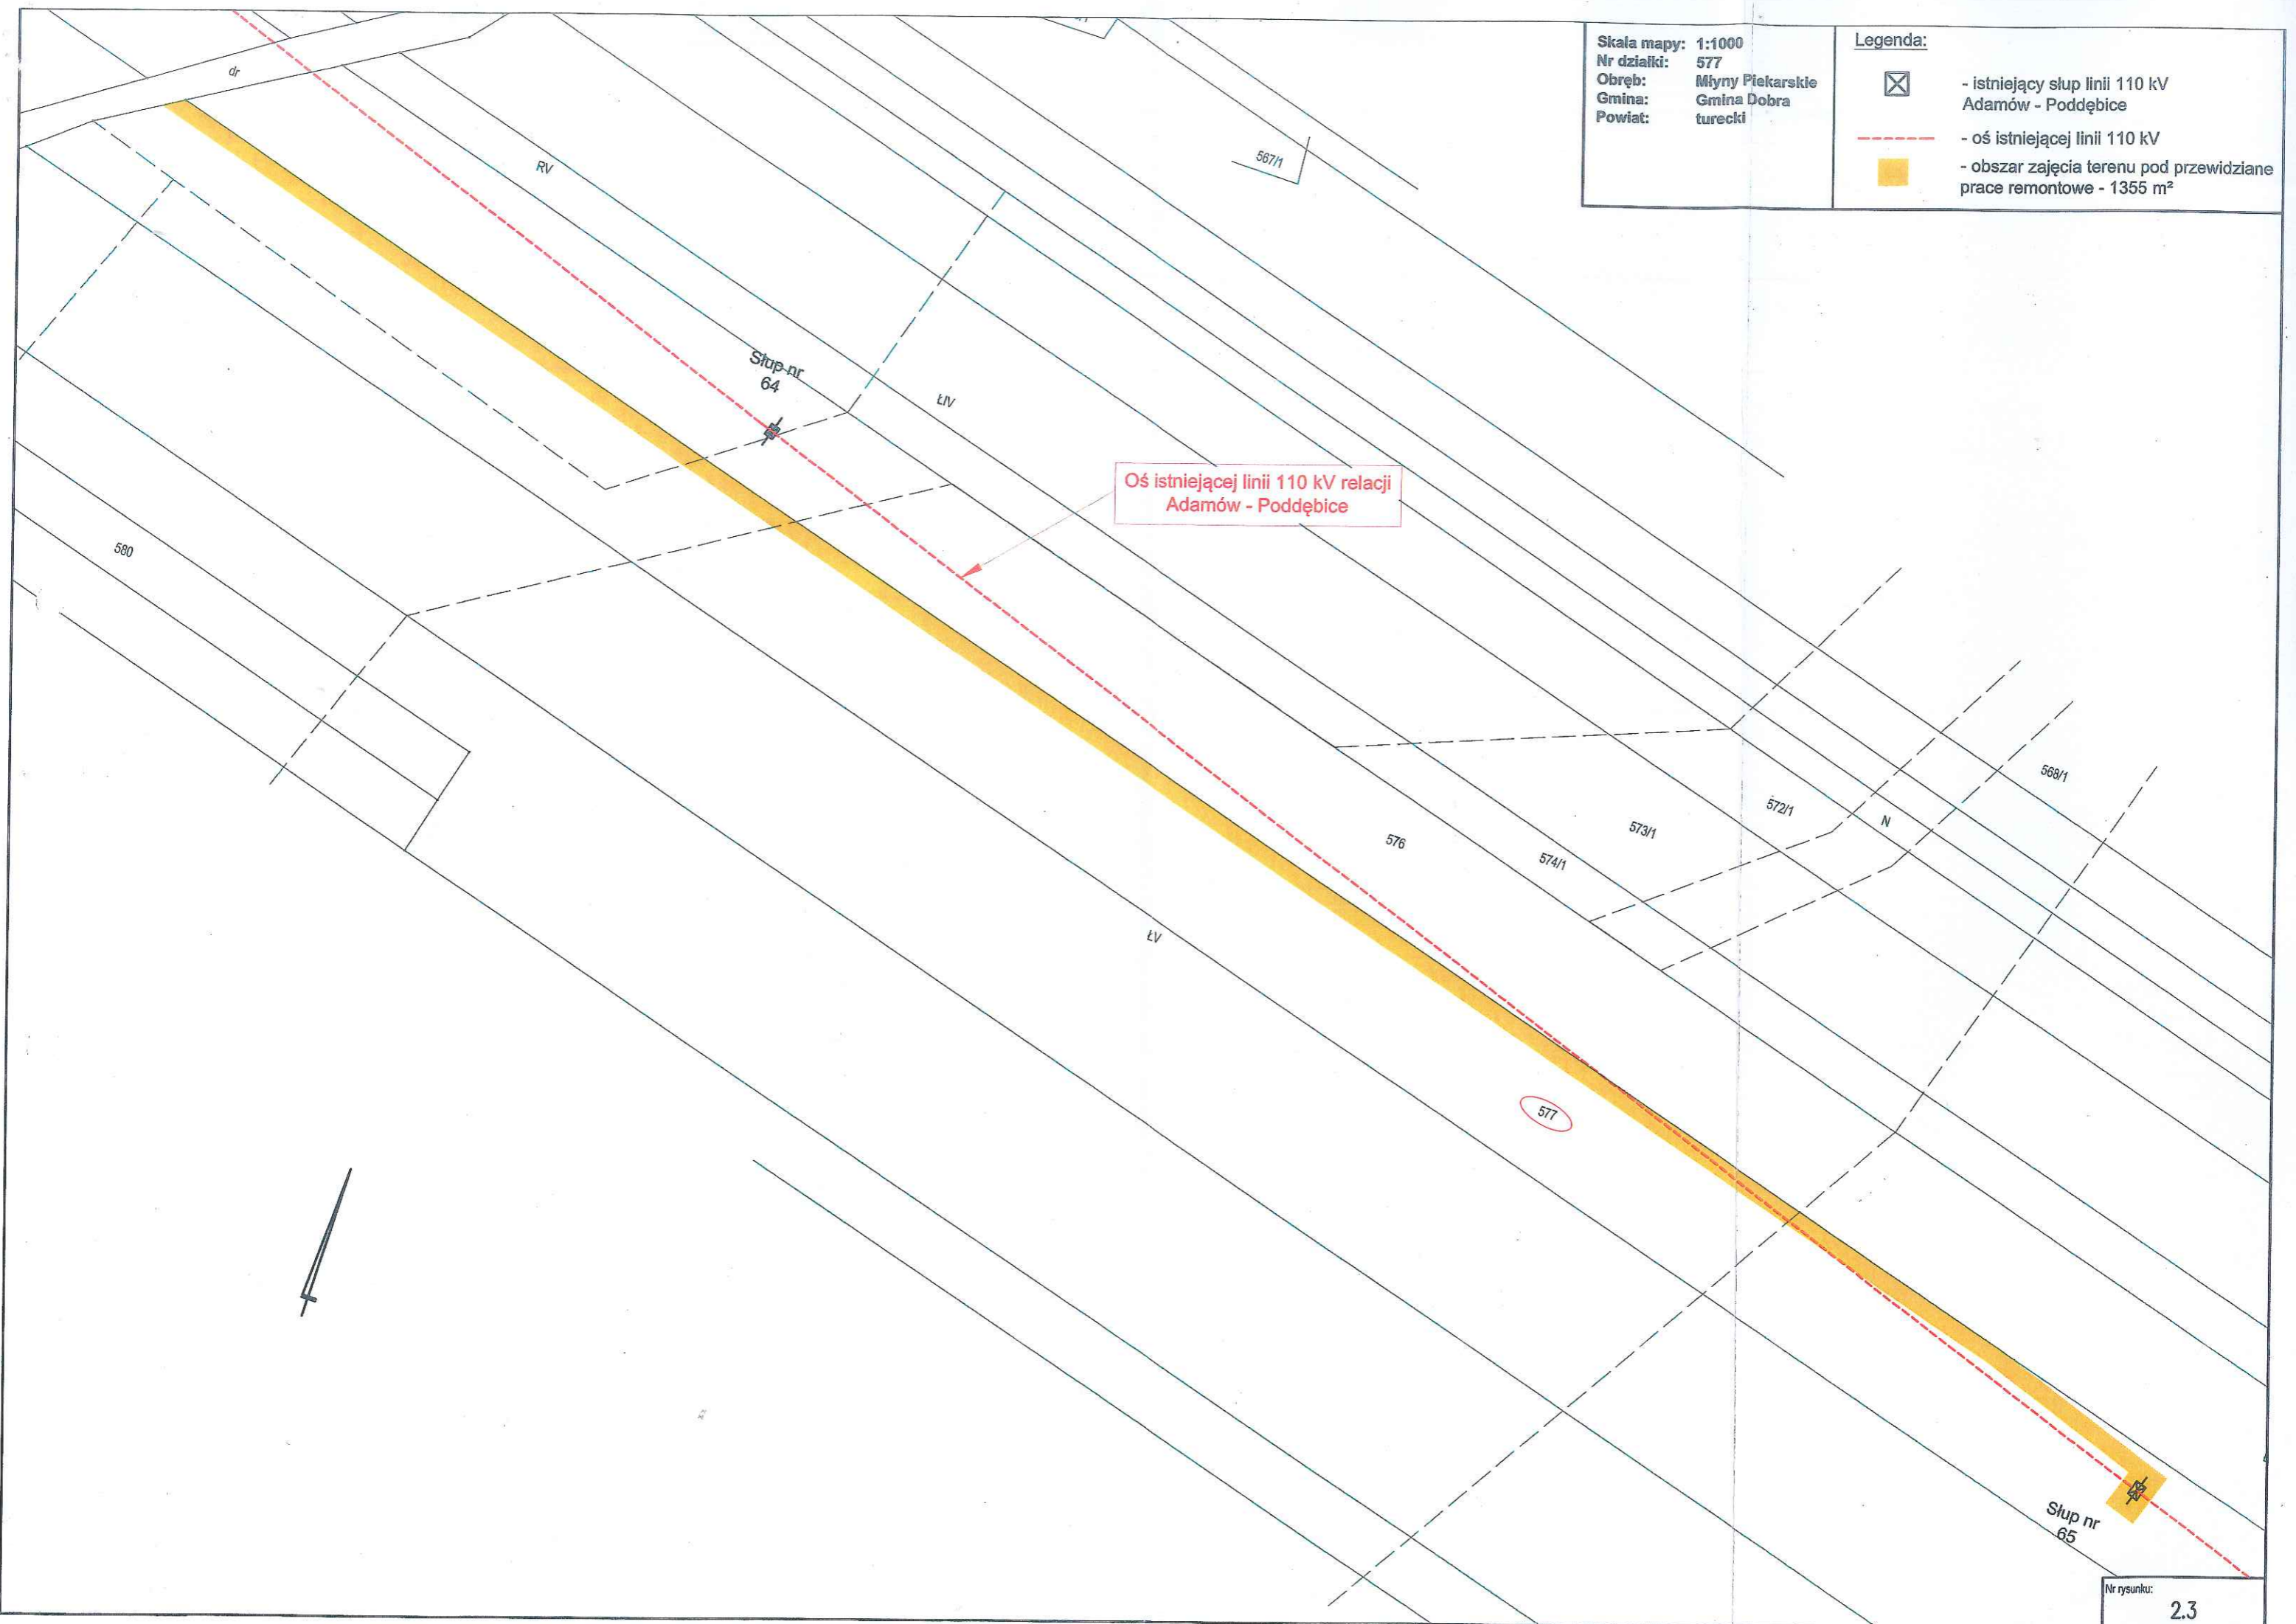 Skala mapy: 1:1000
Nr działki: 577
Obręb: Młyny Piekarskie
Gmina: Gmina Dobra
Powiat: turecki
Legenda:
- istniejący słup linii 110 kV
Adamów - Poddębice
- oś istniejącej linii 110 kV
- obszar zajęcia terenu pod przewidziane
prace remontowe - 1355 m²
dr
RV
567/1
Słup nr
64
ŁIV
Oś istniejącej linii 110 kV relacji
Adamów - Poddębice
580
568/1
572/1
N
573/1
576
574/1
ŁV
577
Słup nr
65
Nr rysunku:
2.3